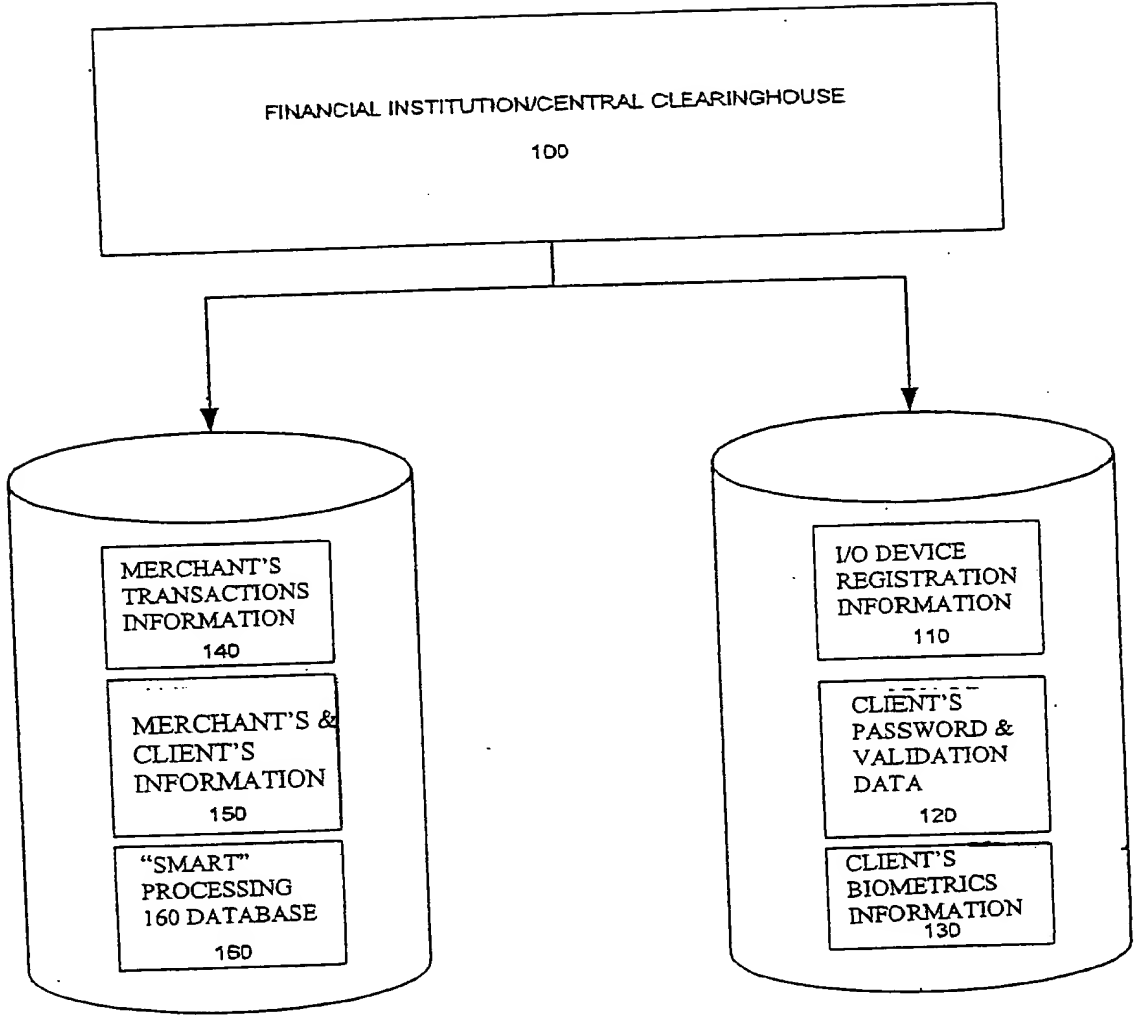 FINANCIAL INSTITUTION/CENTRAL CLEARINGHOUSE
100
MERCHANT'S
TRANSACTIONS
INFORMATION
140
MERCHANT'S &
CLIENT'S
INFORMATION
150
“SMART”
PROCESSING
160 DATABASE
160
I/O DEVICE
REGISTRATION
INFORMATION
110
CLIENT'S
PASSWORD &
VALIDATION
DATA
120
CLIENT'S
BIOMETRICS
INFORMATION
130